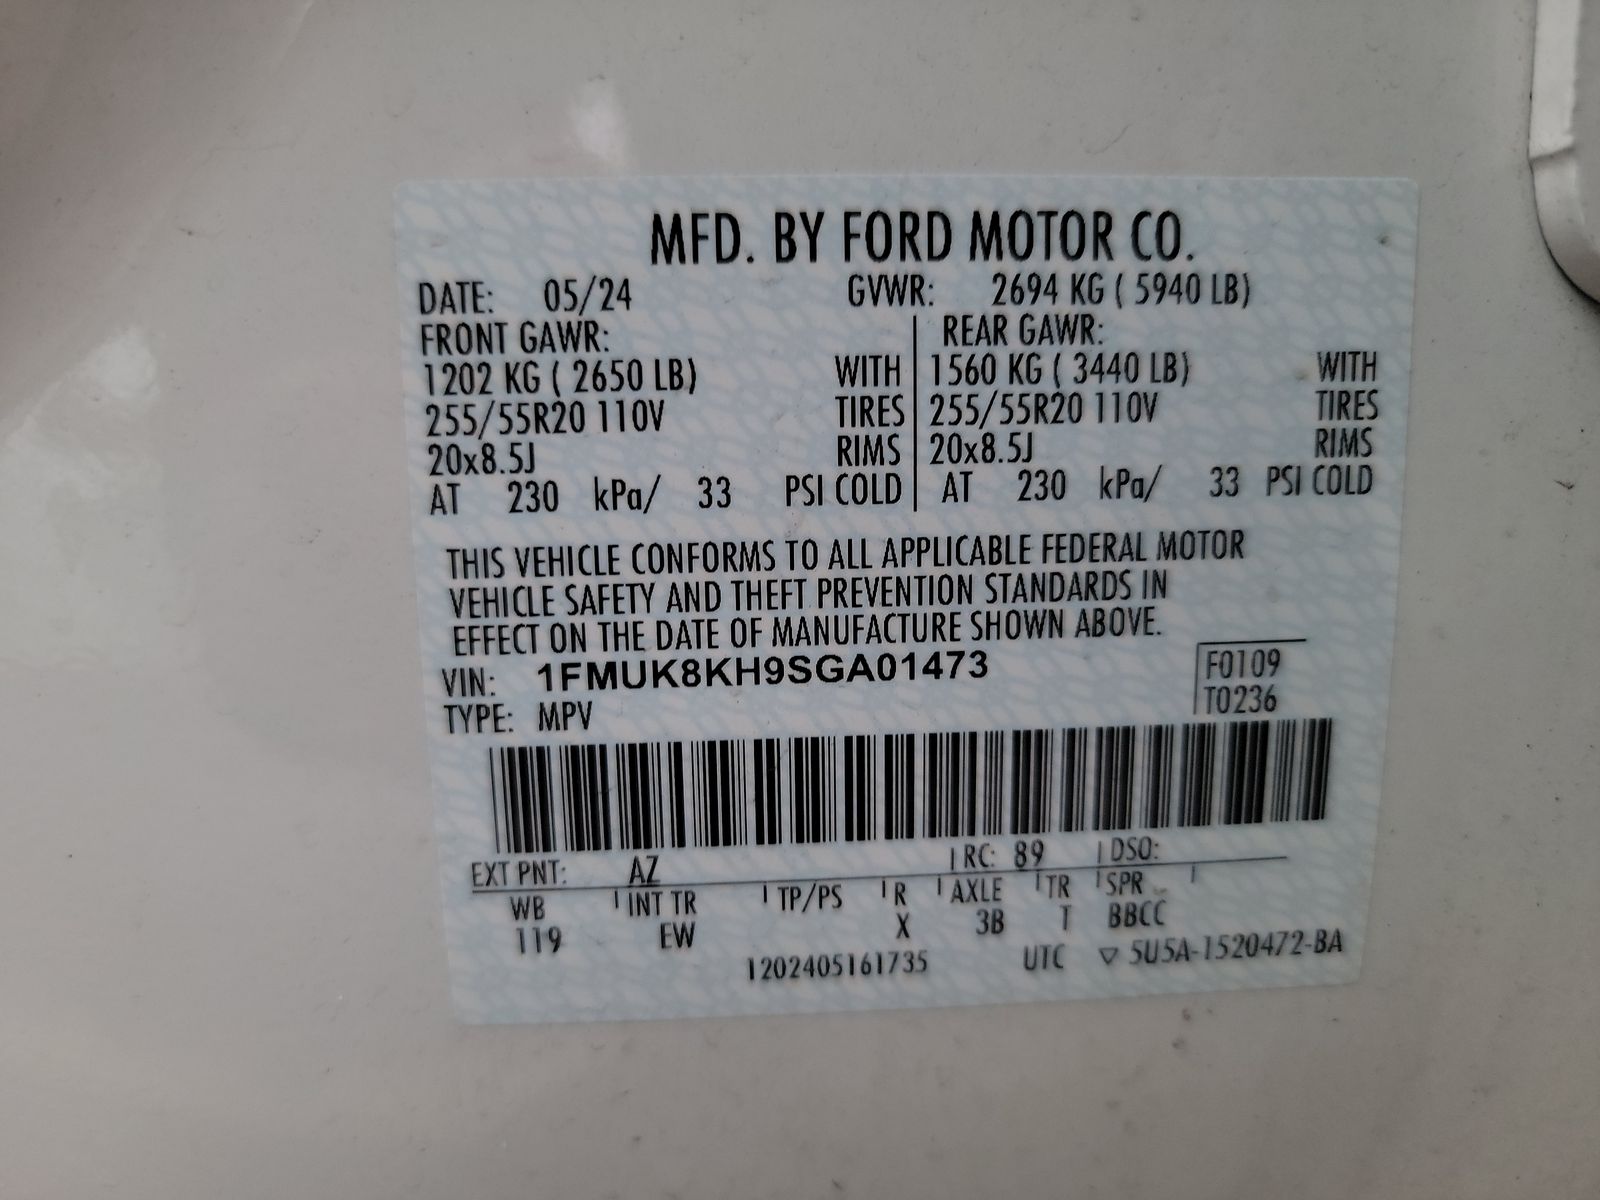 MFD. BY FORD MOTOR CO.
DATE: 05/24 GVWR: 2694 KG ( 5940 LB)
FRONT GAWR: REAR GAWR:
1202 KG ( 2650 LB) WITH 1560 KG ( 3440 LB) WITH
255/55R20 110V TIRES 255/55R20 110V TIRES
20x8.5J RIMS 20x8.5J RIMS
AT 230 kPa/ 33 PSI COLD AT 230 kPa/ 33 PSI COLD
THIS VEHICLE CONFORMS TO ALL APPLICABLE FEDERAL MOTOR
VEHICLE SAFETY AND THEFT PREVENTION STANDARDS IN
EFFECT ON THE DATE OF MANUFACTURE SHOWN ABOVE.
VIN: 1FMUK8KH9SGA01473 F0109
TYPE: MPV T0236
EXT PNT: AZ RC: 89 DSO:
WB INT TR TP/PS R AXLE TR SPR
119 EW X 3B T BBCC
1202405161735 UTC ▽ 5U5A-1520472-BA